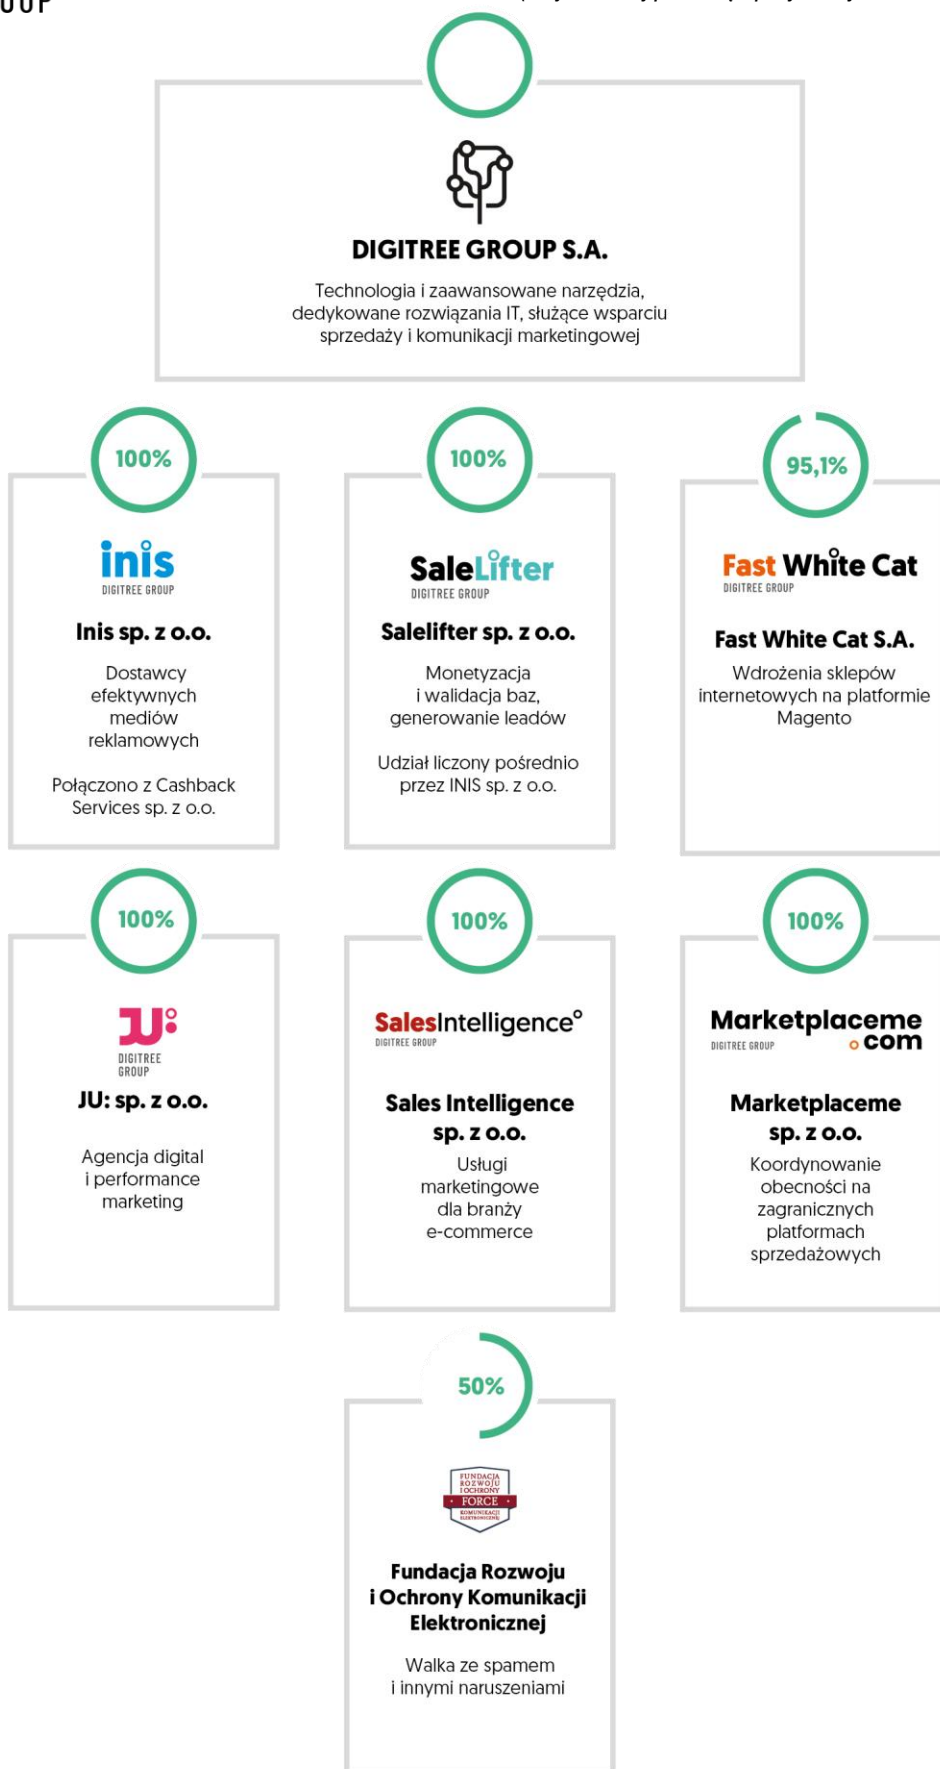 DIGITREE GROUP S.A.
Technologia i zaawansowane narzędzia,
dedykowane rozwiązania IT, służące wsparciu
sprzedaży i komunikacji marketingowej
100%
inis
DIGITREE GROUP
Inis sp. z o.o.
Dostawcy
efektywnych
mediów
reklamowych
Połączono z Cashback
Services sp. z o.o.
100%
SaleLifter
DIGITREE GROUP
Salelifter sp. z o.o.
Monetyzacja
i walidacja baz,
generowanie leadów
Udział liczony pośrednio
przez INIS sp. z o.o.
95,1%
Fast White Cat
DIGITREE GROUP
Fast White Cat S.A.
Wdrożenia sklepów
internetowych na platformie
Magento
100%
JU:
DIGITREE
GROUP
JU: sp. z o.o.
Agencja digital
i performance
marketing
100%
SalesIntelligence
DIGITREE GROUP
Sales Intelligence
sp. z o.o.
Usługi
marketingowe
dla branży
e-commerce
100%
Marketplaceme
DIGITREE GROUP
com
Marketplaceme
sp. z o.o.
Koordynowanie
obecności na
zagranicznych
platformach
sprzedażowych
50%
FUNDACJA
ROZWOJU
I OCHRONY
FORCE
KOMUNIKACJI
ELEKTRONICZNEJ
Fundacja Rozwoju
i Ochrony Komunikacji
Elektronicznej
Walka ze spamem
i innymi naruszeniami